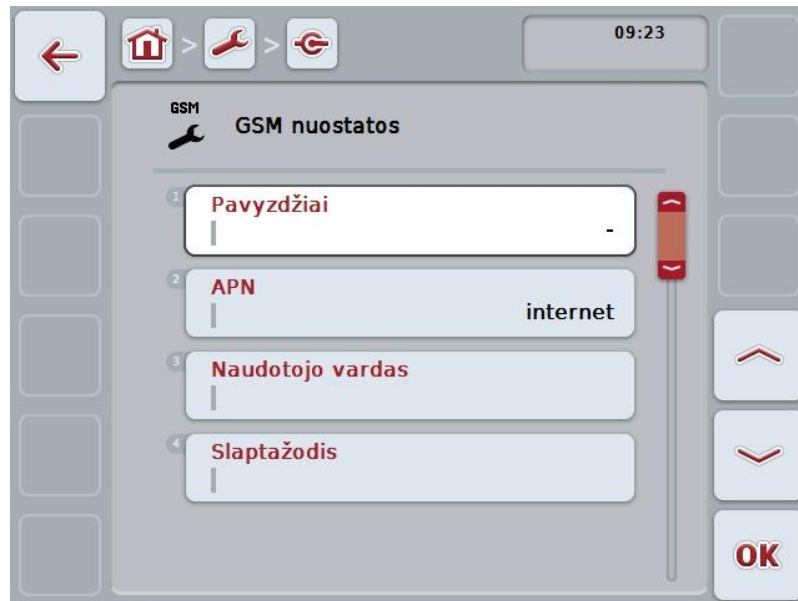 09:23
GSM
GSM nuostatos
1
Pavyzdžiai
-
2
APN
internet
3
Naudotojo vardas
4
Slaptažodis
OK